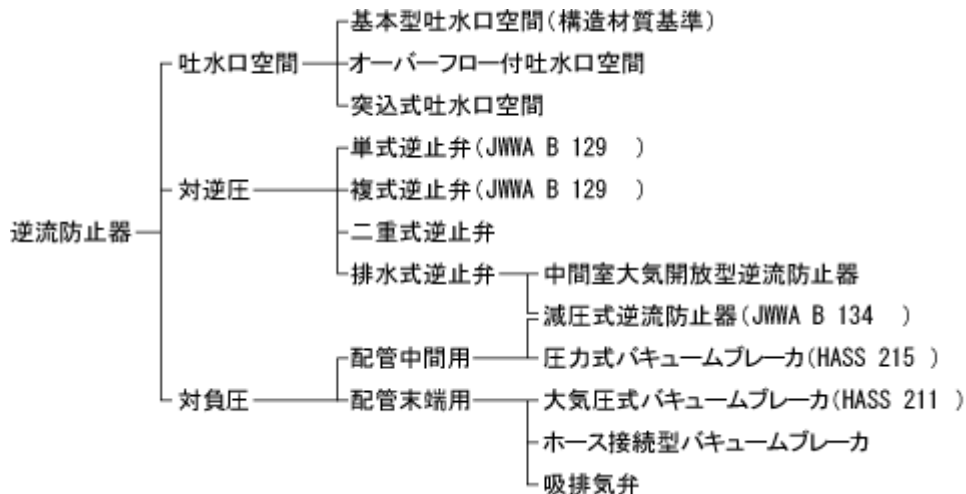 基本型吐水口空間(構造材質基準)
吐水口空間
オーバーフロー付吐水口空間
突込式吐水口空間
単式逆止弁(JWWA B 129 )
対逆圧
複式逆止弁(JWWA B 129 )
逆流防止器
二重式逆止弁
排水式逆止弁
中間室大気開放型逆流防止器
減圧式逆流防止器(JWWA B 134 )
配管中間用
圧力式バキュームブレーカ(HASS 215 )
対負圧
配管末端用
大気圧式バキュームブレーカ(HASS 211 )
ホース接続型バキュームブレーカ
吸排気弁